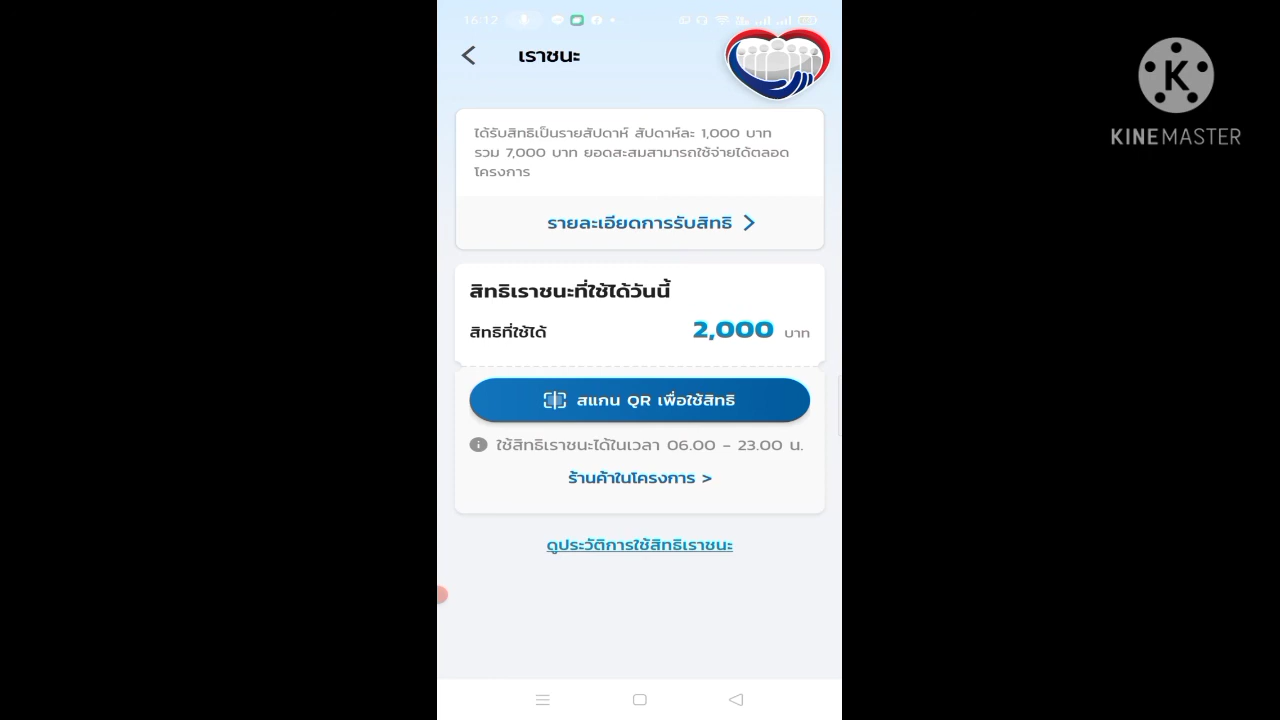 16:12
เราชนะ
KINEMASTER
ได้รับสิทธิเป็นรายสัปดาห์ สัปดาห์ละ 1,000 บาท
รวม 7,000 บาท ยอดสะสมสามารถใช้จ่ายได้ตลอด
โครงการ
รายละเอียดการรับสิทธิ
สิทธิเราชนะที่ใช้ได้วันนี้
สิทธิที่ใช้ได้ 2,000 บาท
สแกน QR เพื่อใช้สิทธิ
ใช้สิทธิเราชนะได้ในเวลา 06.00 - 23.00 น.
ร้านค้าในโครงการ >
ดูประวัติการใช้สิทธิเราชนะ